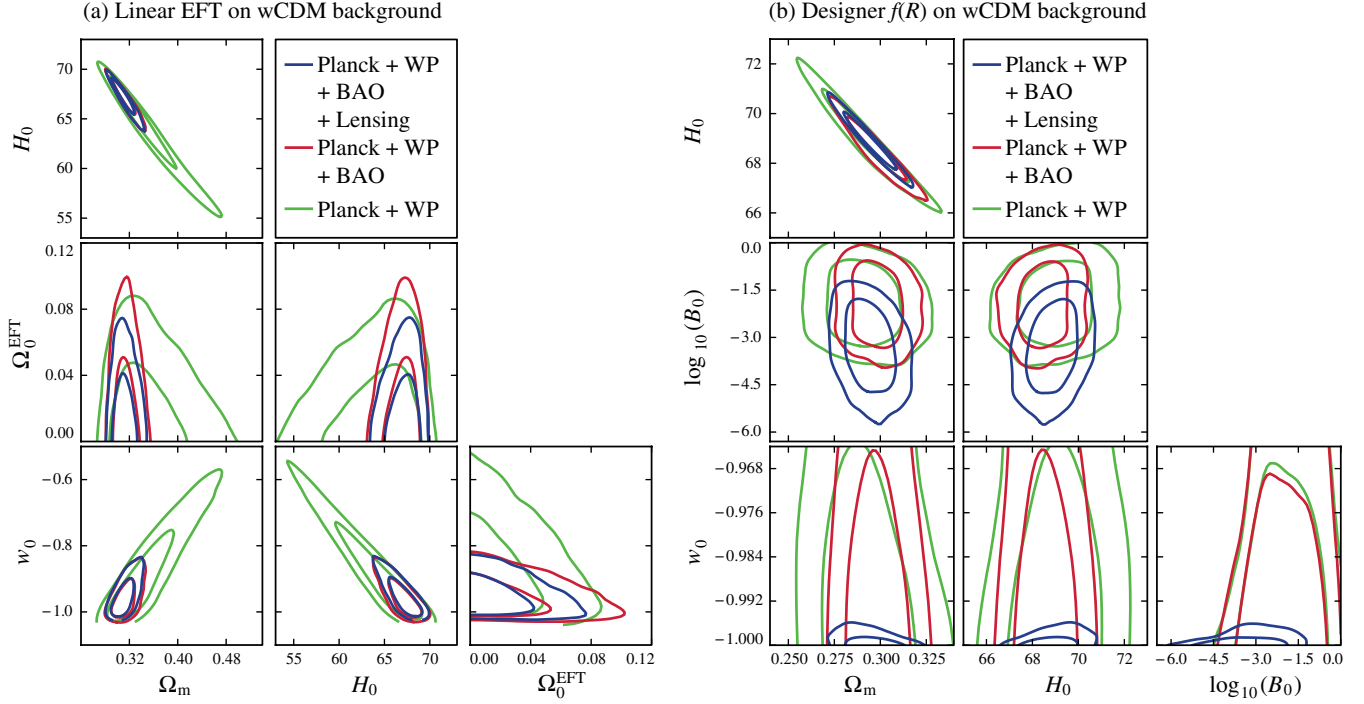 (a) Linear EFT on wCDM background
(b) Designer f(R) on wCDM background
70
65
60
55
H₀
Planck + WP
+ BAO
+ Lensing
Planck + WP
+ BAO
Planck + WP
72
70
68
66
H₀
Planck + WP
+ BAO
+ Lensing
Planck + WP
+ BAO
Planck + WP
0.12
0.08
0.04
0.00
Ω₀^EFT
0.0
−1.5
−3.0
−4.5
−6.0
log ₁₀(B₀)
−0.6
−0.8
−1.0
w₀
0.32 0.40 0.48
Ωₘ
55 60 65 70
H₀
0.00 0.04 0.08 0.12
Ω₀^EFT
−0.968
−0.976
−0.984
−0.992
−1.000
w₀
0.250 0.275 0.300 0.325
Ωₘ
66 68 70 72
H₀
−6.0 −4.5 −3.0 −1.5 0.0
log₁₀(B₀)